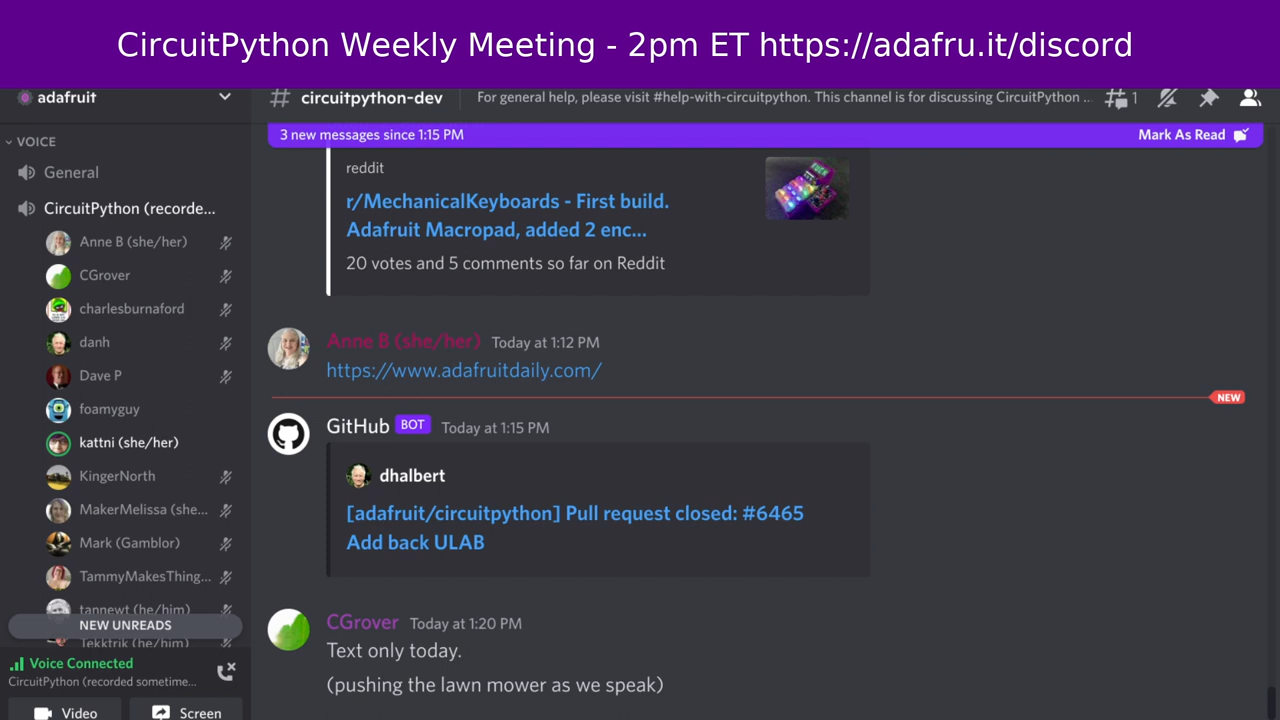 CircuitPython Weekly Meeting - 2pm ET https://adafru.it/discord
adafruit
# circuitpython-dev
For general help, please visit #help-with-circuitpython. This channel is for discussing CircuitPython ...
1
3 new messages since 1:15 PM
Mark As Read
VOICE
General
CircuitPython (recorde...
Anne B (she/her)
CGrover
charlesburnaford
danh
Dave P
foamyguy
kattni (she/her)
KingerNorth
MakerMelissa (she...
Mark (Gamblor)
TammyMakesThing...
tannewt (he/him)
NEW UNREADS
Tekktrik (he/him)
Voice Connected
CircuitPython (recorded sometime...
Video
Screen
reddit
r/MechanicalKeyboards - First build.
Adafruit Macropad, added 2 enc...
20 votes and 5 comments so far on Reddit
Anne B (she/her) Today at 1:12 PM
https://www.adafruitdaily.com/
NEW
GitHub BOT Today at 1:15 PM
dhalbert
[adafruit/circuitpython] Pull request closed: #6465
Add back ULAB
CGrover Today at 1:20 PM
Text only today.
(pushing the lawn mower as we speak)